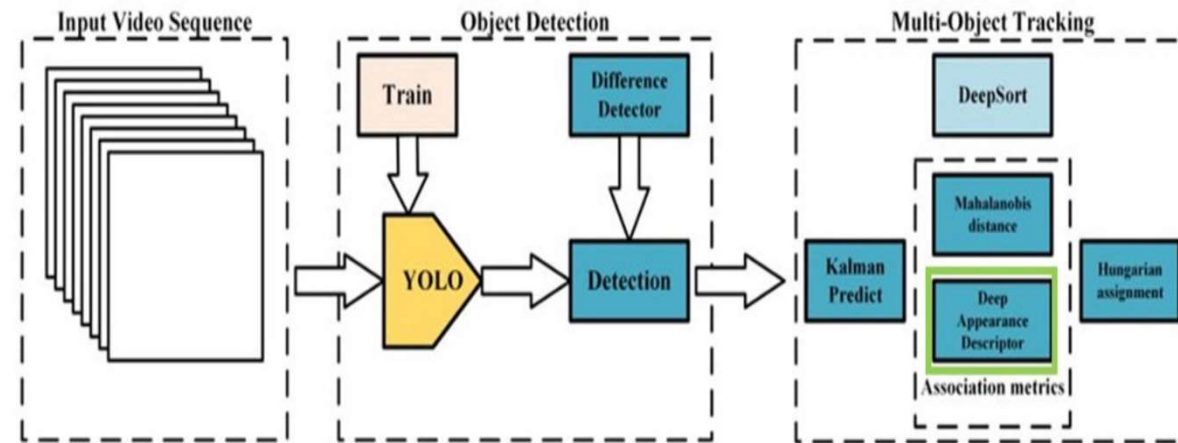 Input Video Sequence
Object Detection
Multi-Object Tracking
Train
Difference
Detector
DeepSort
YOLO
Detection
Kalman
Predict
Mahalanobis
distance
Deep
Appearance
Descriptor
Association metrics
Hungarian
assignment